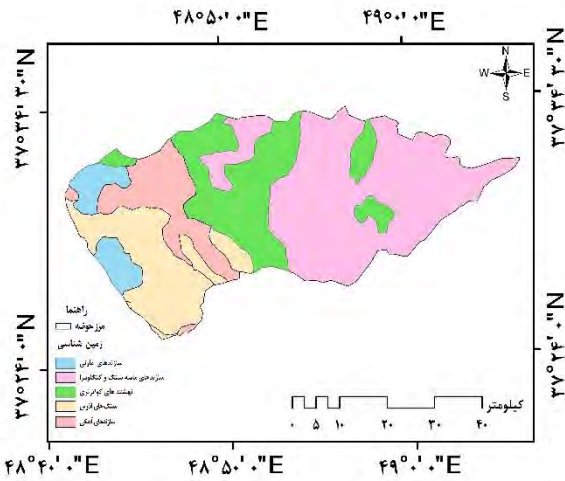 ۴۸°۵۰'۰"E ۴۹°۰'۰"E
۳۷°۳۴'۳۰"N ۳۷°۳۴'۳۰"N
N
W E
S
راهنما
مرز حوضه
زمین شناسی
سازندهای مارنی
سازندهای ماسه سنگ و کنگلومرا
نهشته های کواترنری
سنگ‌های آذرین
سازندهای آهکی
کیلومتر
۰ ۵ ۱۰ ۲۰ ۳۰ ۴۰
۳۷°۲۴'۰"N ۳۷°۲۴'۰"N
۴۸°۴۰'۰"E ۴۸°۵۰'۰"E ۴۹°۰'۰"E